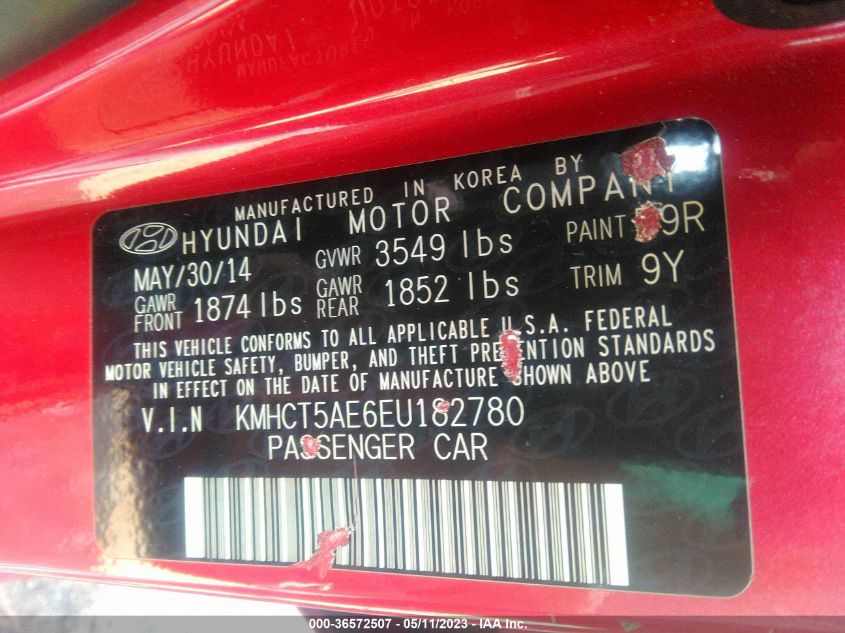 MANUFACTURED IN KOREA BY
HYUNDAI MOTOR COMPANY
MAY/30/14 GVWR 3549 lbs PAINT 9R
GAWR FRONT 1874 lbs GAWR REAR 1852 lbs TRIM 9Y
THIS VEHICLE CONFORMS TO ALL APPLICABLE U.S.A. FEDERAL
MOTOR VEHICLE SAFETY, BUMPER, AND THEFT PREVENTION STANDARDS
IN EFFECT ON THE DATE OF MANUFACTURE SHOWN ABOVE
V.I.N KMHCT5AE6EU182780
PASSENGER CAR
000-36572507 - 05/11/2023 - IAA Inc.